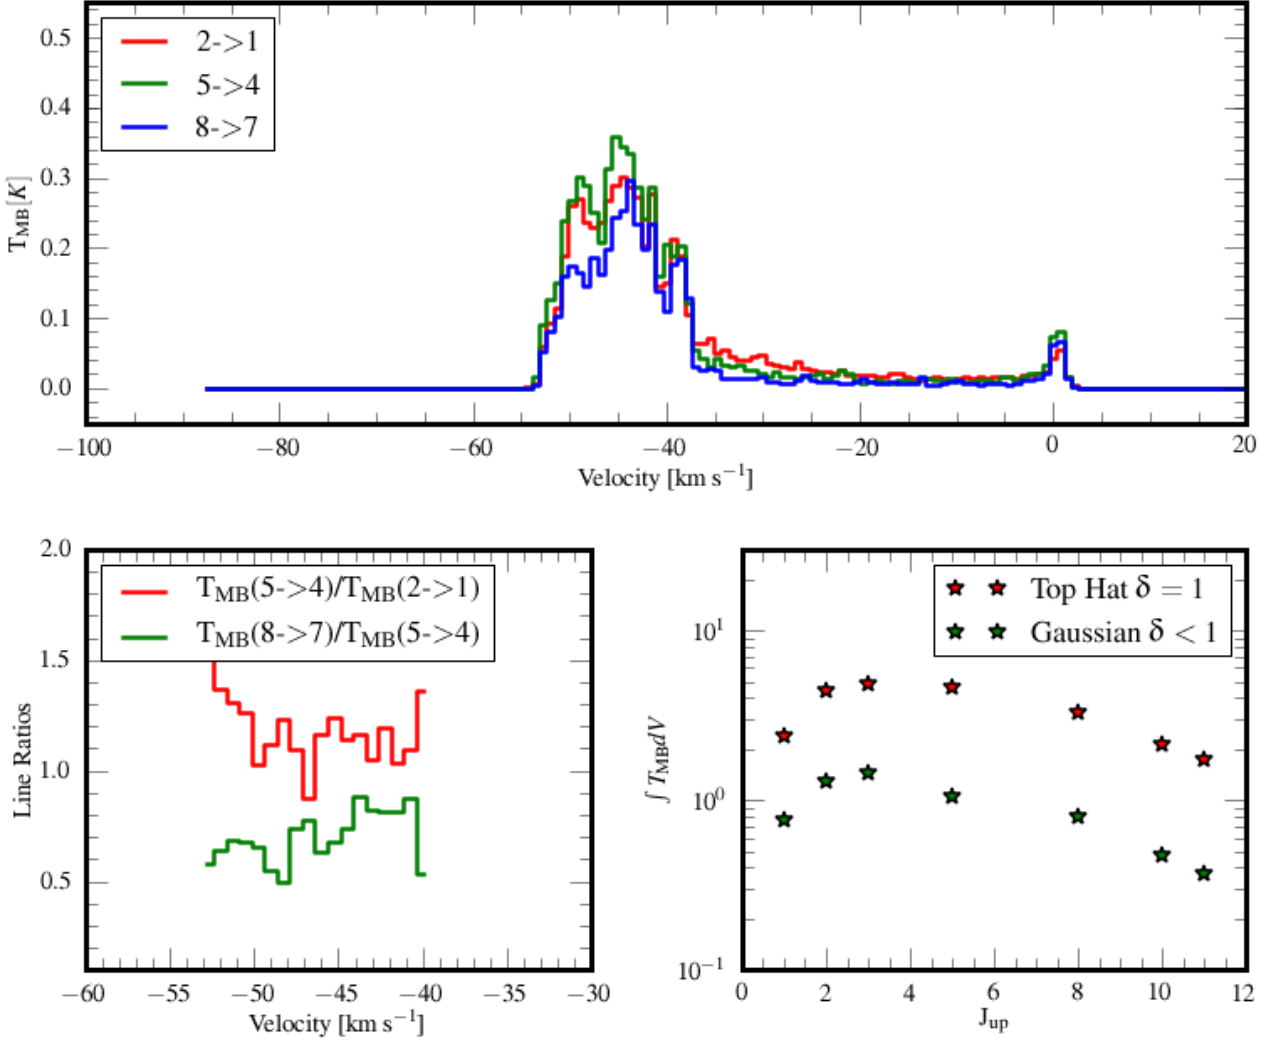 0.5
0.4
0.3
0.2
0.1
0.0
T_MB [K]
2->1
5->4
8->7
−100 −80 −60 −40 −20 0 20
Velocity [km s⁻¹]
2.0
1.5
1.0
0.5
Line Ratios
T_MB(5->4)/T_MB(2->1)
T_MB(8->7)/T_MB(5->4)
−60 −55 −50 −45 −40 −35 −30
Velocity [km s⁻¹]
10¹
10⁰
10⁻¹
∫ T_MB dV
Top Hat δ = 1
Gaussian δ < 1
0 2 4 6 8 10 12
J_up